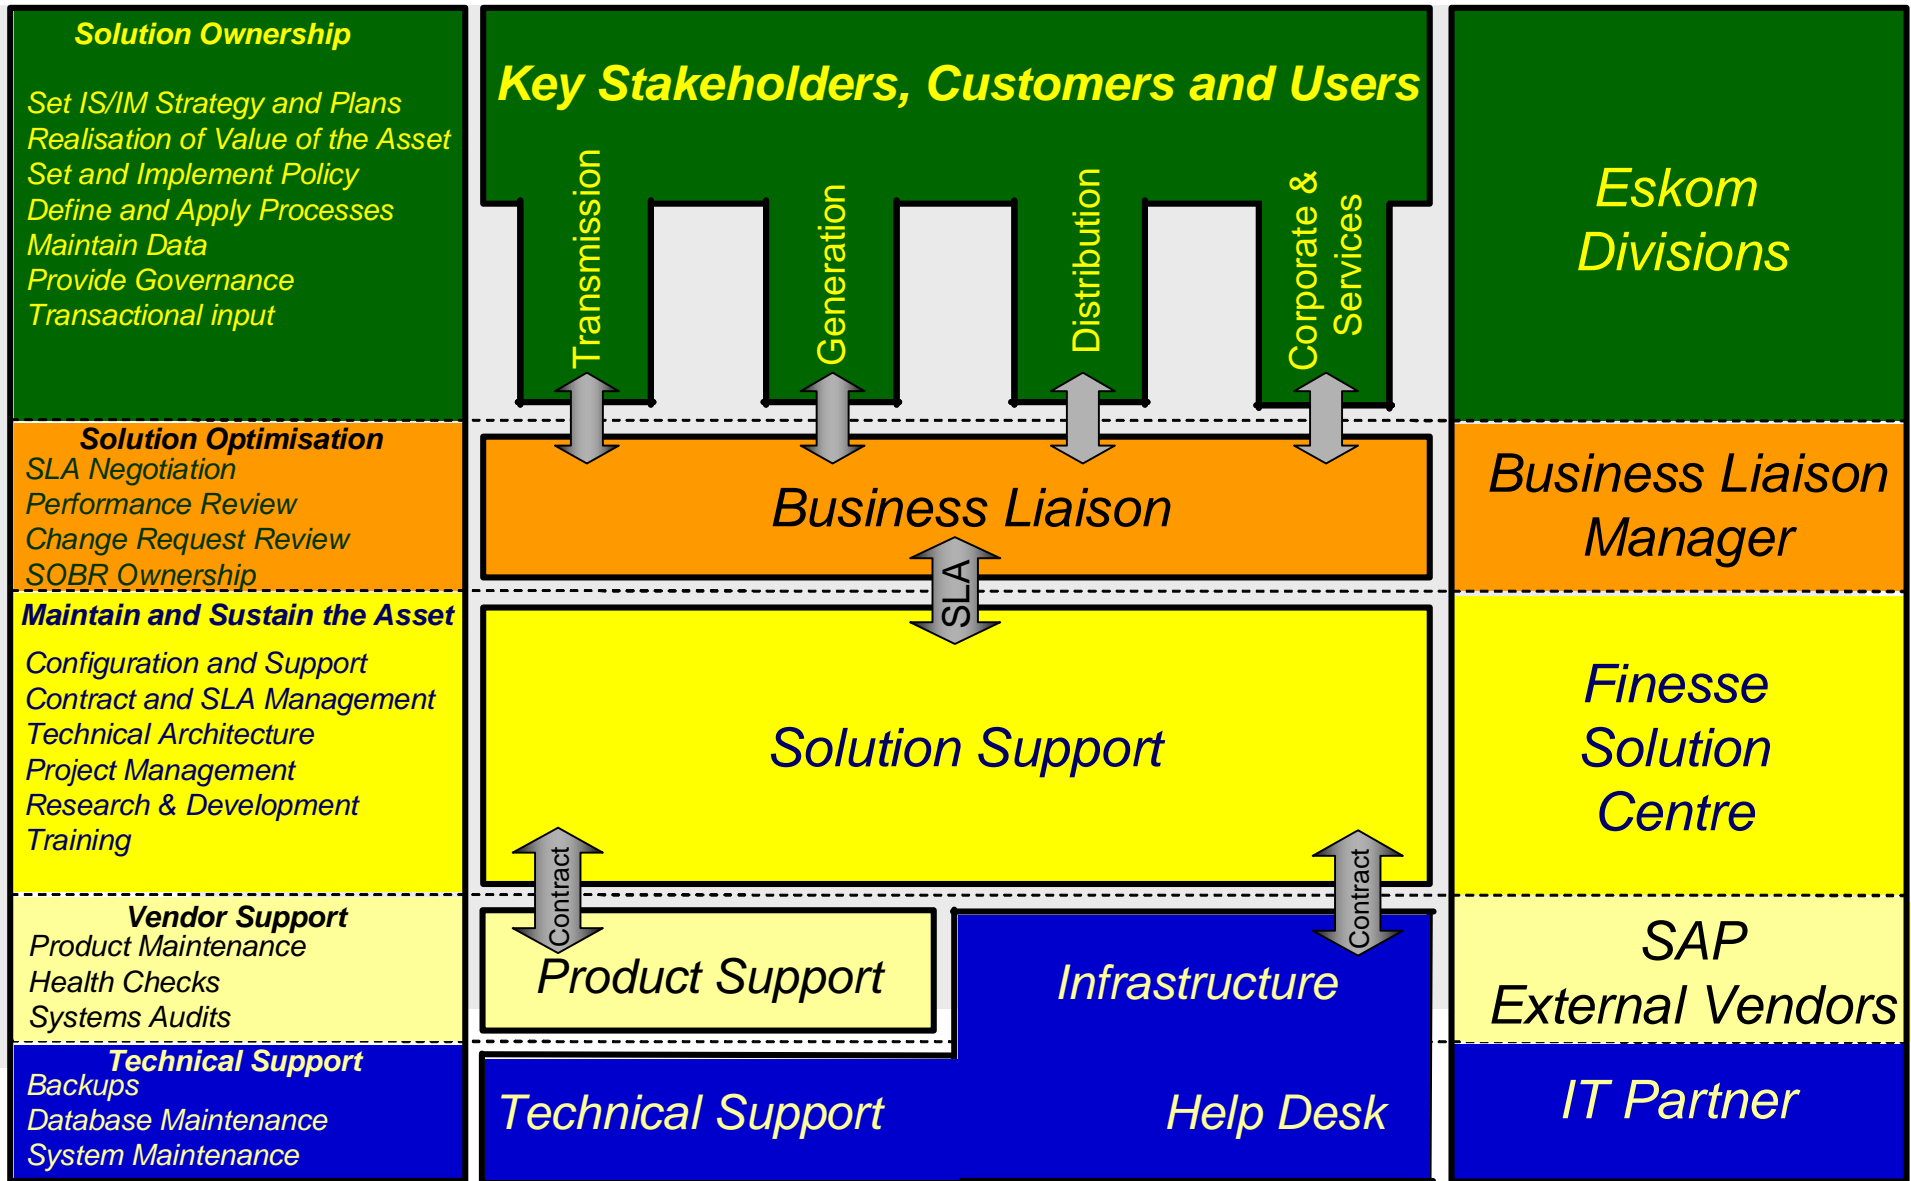 Solution Ownership
Set IS/IM Strategy and Plans
Realisation of Value of the Asset
Set and Implement Policy
Define and Apply Processes
Maintain Data
Provide Governance
Transactional input
Key Stakeholders, Customers and Users
Transmission
Generation
Distribution
Corporate &
Services
Eskom
Divisions
Solution Optimisation
SLA Negotiation
Performance Review
Change Request Review
SOBR Ownership
Business Liaison
SLA
Business Liaison
Manager
Maintain and Sustain the Asset
Configuration and Support
Contract and SLA Management
Technical Architecture
Project Management
Research & Development
Training
Solution Support
Contract
Contract
Finesse
Solution
Centre
Vendor Support
Product Maintenance
Health Checks
Systems Audits
Product Support
Infrastructure
SAP
External Vendors
Technical Support
Backups
Database Maintenance
System Maintenance
Technical Support
Help Desk
IT Partner